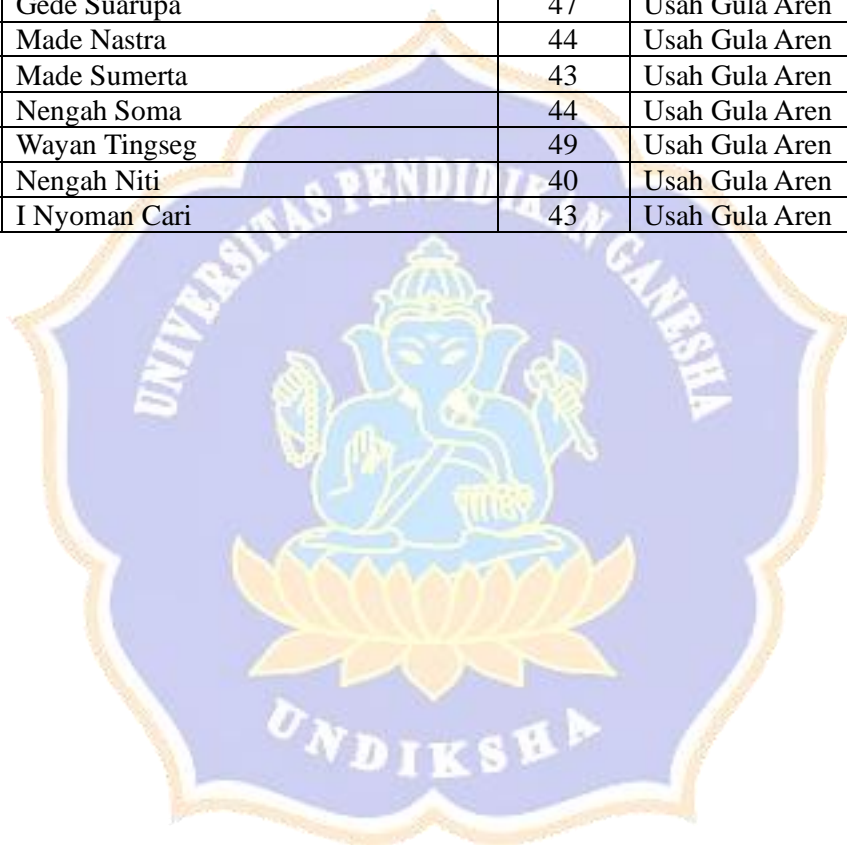 Gede Suarupa 47 Usah Gula Aren
Made Nastra 44 Usah Gula Aren
Made Sumerta 43 Usah Gula Aren
Nengah Soma 44 Usah Gula Aren
Wayan Tingseg 49 Usah Gula Aren
Nengah Niti 40 Usah Gula Aren
I Nyoman Cari 43 Usah Gula Aren
UNIVERSITAS PENDIDIKAN GANESHA
UNDIKSHA